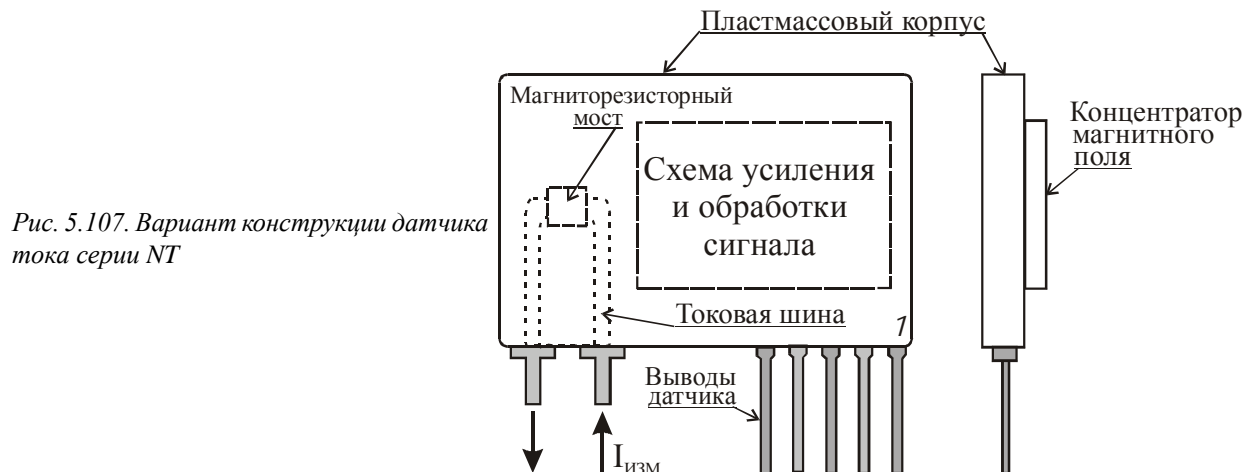 Пластмассовый корпус
Магниторезисторный
мост
Концентратор
магнитного
поля
Схема усиления
и обработки
сигнала
Рис. 5.107. Вариант конструкции датчика
тока серии NT
Токовая шина
1
Выводы
датчика
Iизм